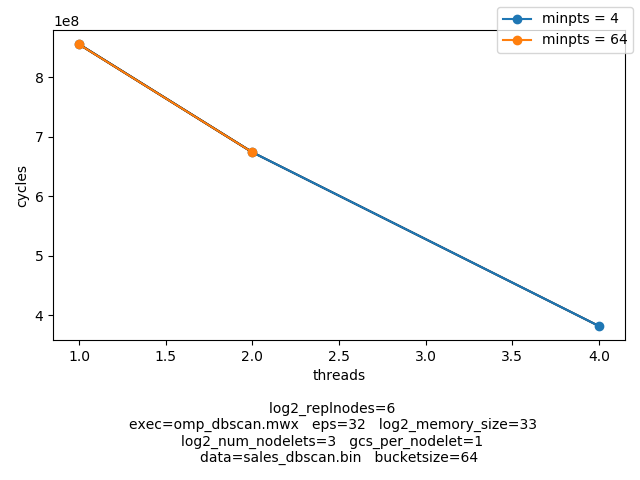 minpts = 4
minpts = 64
1e8
8
7
6
5
4
cycles
1.0 1.5 2.0 2.5 3.0 3.5 4.0
threads
log2_replnodes=6
exec=omp_dbscan.mwx eps=32 log2_memory_size=33
log2_num_nodelets=3 gcs_per_nodelet=1
data=sales_dbscan.bin bucketsize=64